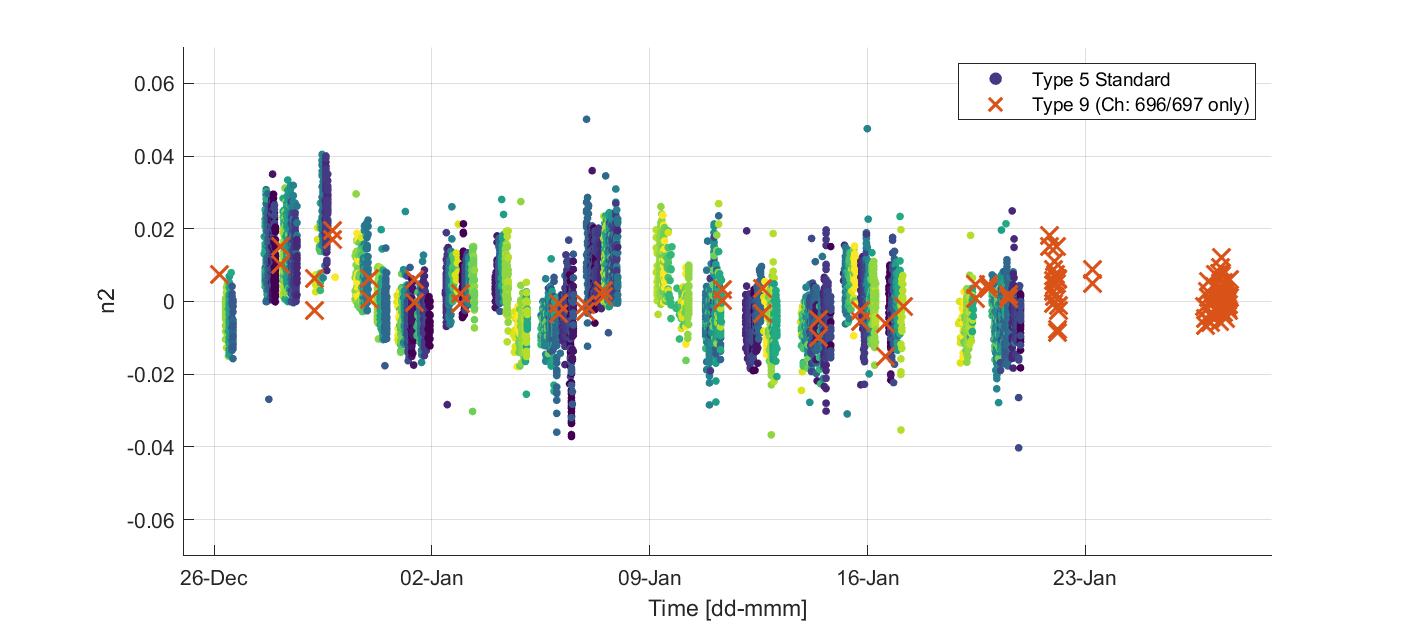 0.06
0.04
0.02
0
-0.02
-0.04
-0.06
n2
26-Dec
02-Jan
09-Jan
16-Jan
23-Jan
Time [dd-mmm]
Type 5 Standard
Type 9 (Ch: 696/697 only)